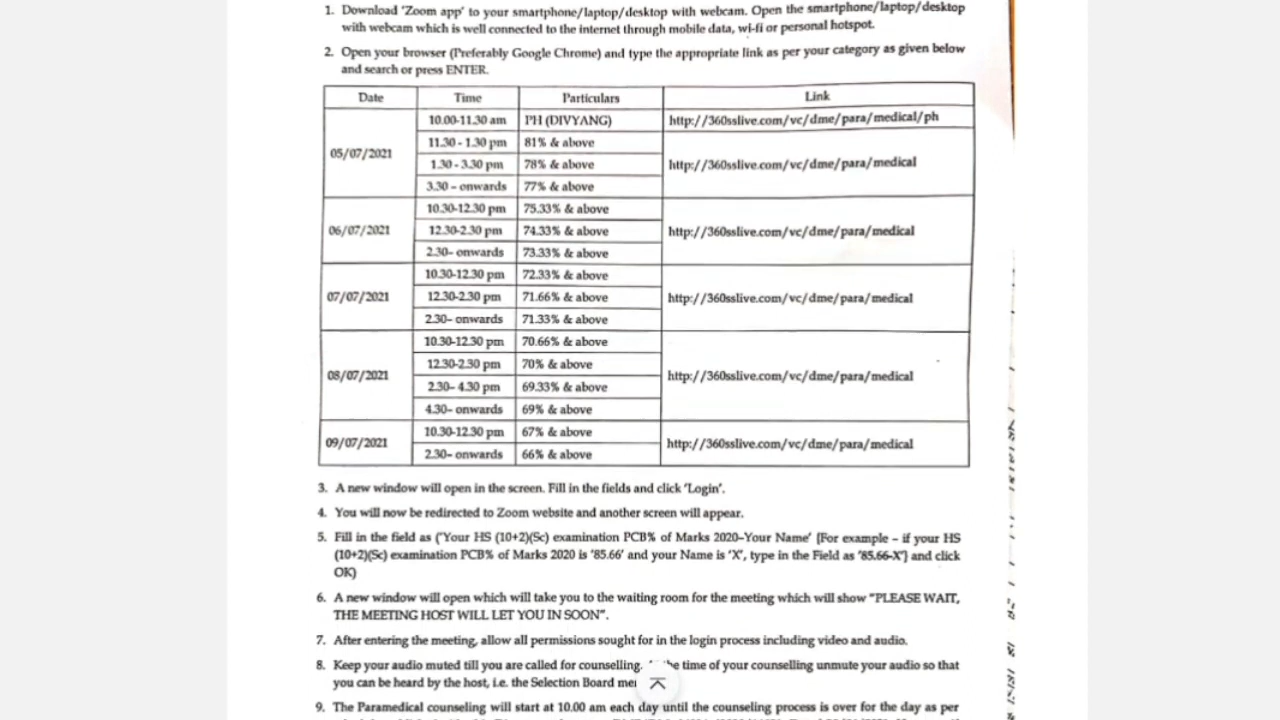 1. Download 'Zoom app' to your smartphone/laptop/desktop with webcam. Open the smartphone/laptop/desktop
with webcam which is well connected to the internet through mobile data, wi-fi or personal hotspot.
2. Open your browser (Preferably Google Chrome) and type the appropriate link as per your category as given below
and search or press ENTER.
Date Time Particulars Link
05/07/2021 10.00-11.30 am PH (DIVYANG) http://360sslive.com/vc/dme/para/medical/ph
11.30 - 1.30 pm 81% & above http://360sslive.com/vc/dme/para/medical
1.30 - 3.30 pm 78% & above
3.30 - onwards 77% & above
06/07/2021 10.30-12.30 pm 75.33% & above http://360sslive.com/vc/dme/para/medical
12.30-2.30 pm 74.33% & above
2.30- onwards 73.33% & above
07/07/2021 10.30-12.30 pm 72.33% & above http://360sslive.com/vc/dme/para/medical
12.30-2.30 pm 71.66% & above
2.30- onwards 71.33% & above
08/07/2021 10.30-12.30 pm 70.66% & above http://360sslive.com/vc/dme/para/medical
12.30-2.30 pm 70% & above
2.30- 4.30 pm 69.33% & above
4.30- onwards 69% & above
09/07/2021 10.30-12.30 pm 67% & above http://360sslive.com/vc/dme/para/medical
2.30- onwards 66% & above
3. A new window will open in the screen. Fill in the fields and click 'Login'.
4. You will now be redirected to Zoom website and another screen will appear.
5. Fill in the field as ('Your HS (10+2)(Sc) examination PCB% of Marks 2020-Your Name' [For example - if your HS
(10+2)(Sc) examination PCB% of Marks 2020 is '85.66' and your Name is 'X', type in the Field as '85.66-X'] and click
OK)
6. A new window will open which will take you to the waiting room for the meeting which will show "PLEASE WAIT,
THE MEETING HOST WILL LET YOU IN SOON".
7. After entering the meeting, allow all permissions sought for in the login process including video and audio.
8. Keep your audio muted till you are called for counselling. time of your counselling unmute your audio so that
you can be heard by the host, i.e. the Selection Board
9. The Paramedical counseling will start at 10.00 am each day until the counseling process is over for the day as per